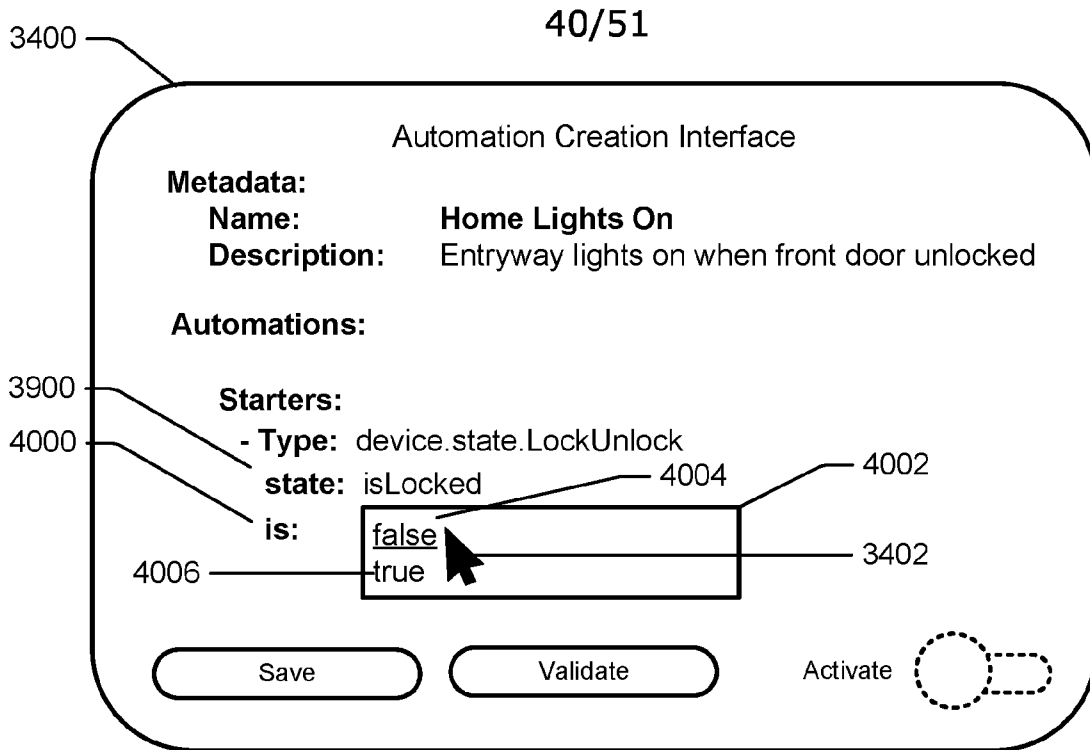 40/51
3400
Automation Creation Interface
Metadata:
Name: Home Lights On
Description: Entryway lights on when front door unlocked
Automations:
3900
Starters:
4000
- Type: device.state.LockUnlock
4002
state: isLocked
4004
is:
false
3402
4006
true
Save Validate Activate